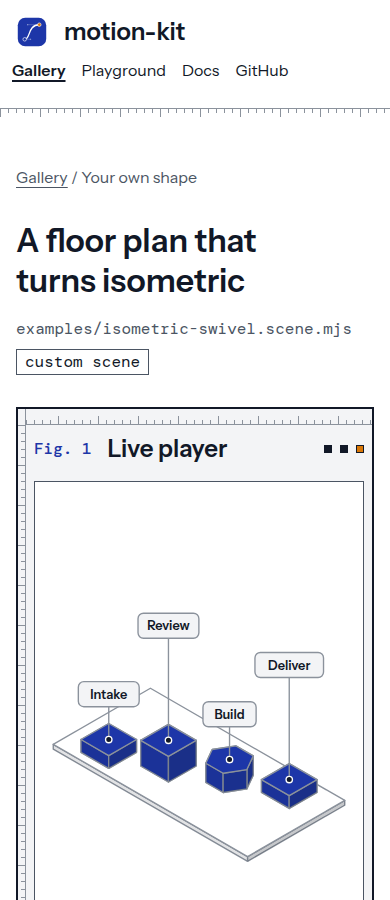 motion-kit
Gallery Playground Docs GitHub
Gallery / Your own shape
A floor plan that
turns isometric
examples/isometric-swivel.scene.mjs
custom scene
Fig. 1 Live player
Review
Deliver
Intake
Build